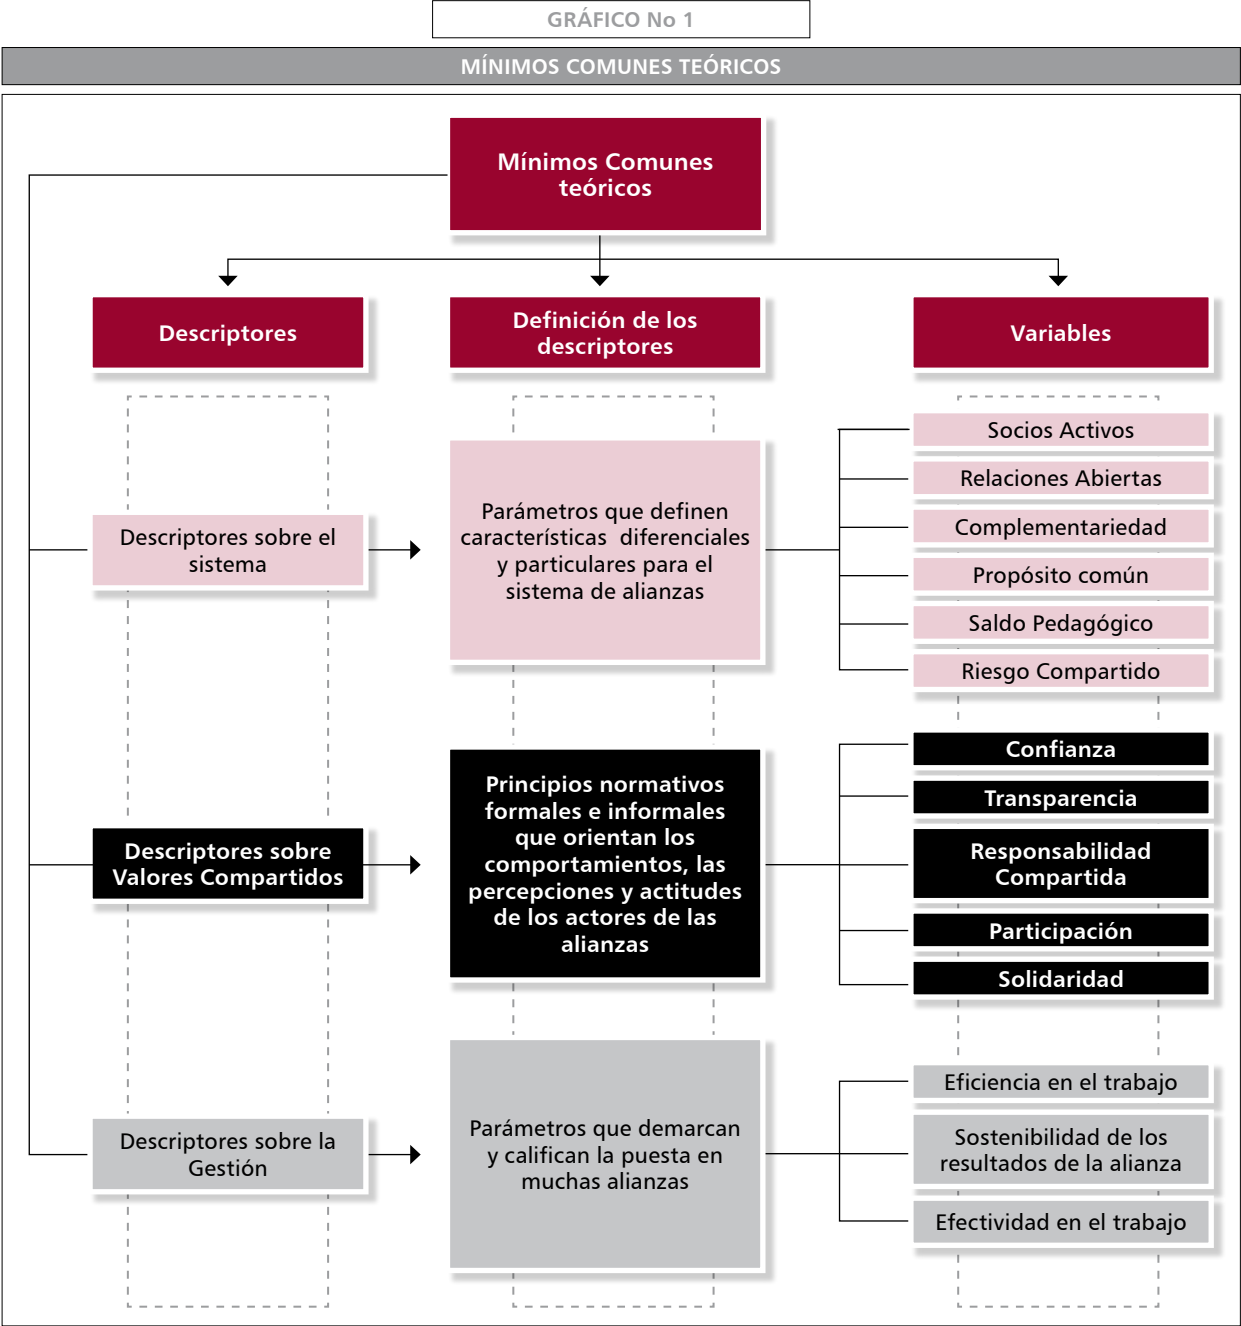 GRÁFICO No 1
MÍNIMOS COMUNES TEÓRICOS
Mínimos Comunes
teóricos
Descriptores
Definición de los
descriptores
Variables
Descriptores sobre el
sistema
Parámetros que definen
características diferenciales
y particulares para el
sistema de alianzas
Socios Activos
Relaciones Abiertas
Complementariedad
Propósito común
Saldo Pedagógico
Riesgo Compartido
Descriptores sobre
Valores Compartidos
Principios normativos
formales e informales
que orientan los
comportamientos, las
percepciones y actitudes
de los actores de las
alianzas
Confianza
Transparencia
Responsabilidad
Compartida
Participación
Solidaridad
Descriptores sobre la
Gestión
Parámetros que demarcan
y califican la puesta en
muchas alianzas
Eficiencia en el trabajo
Sostenibilidad de los
resultados de la alianza
Efectividad en el trabajo